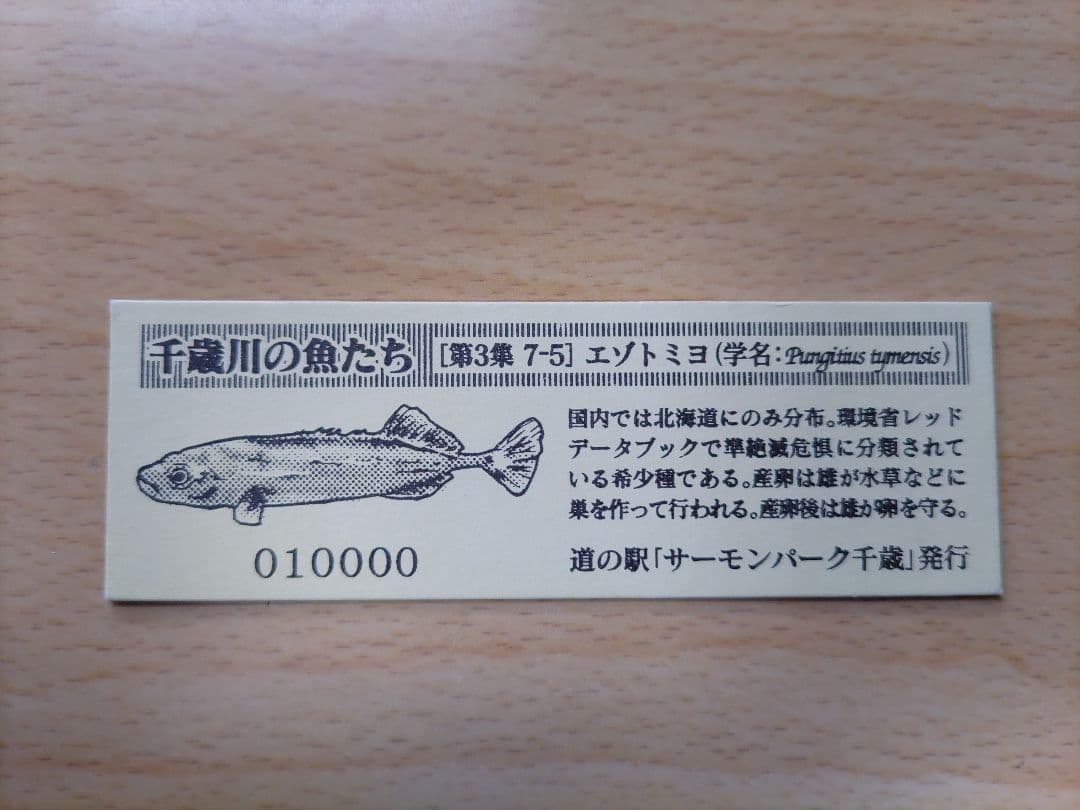 千歳川の魚たち [第3集 7-5] エゾトミヨ(学名:Pungitius tymensis)
国内では北海道にのみ分布。環境省レッド
データブックで準絶滅危惧に分類されて
いる希少種である。産卵は雄が水草などに
巣を作って行われる。産卵後は雄が卵を守る。
010000
道の駅「サーモンパーク千歳」発行